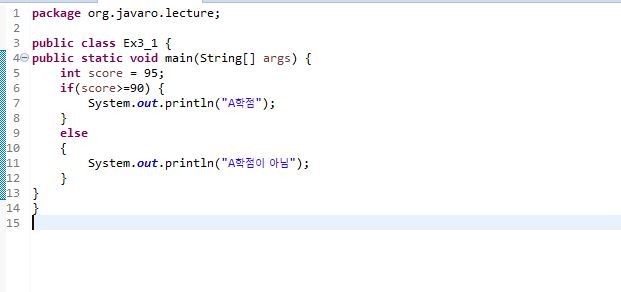 1 package org.javaro.lecture;
2
3 public class Ex3_1 {
4 public static void main(String[] args) {
5     int score = 95;
6     if(score>=90) {
7         System.out.println("A학점");
8     }
9     else
10     {
11         System.out.println("A학점이 아님");
12     }
13 }
14 }
15